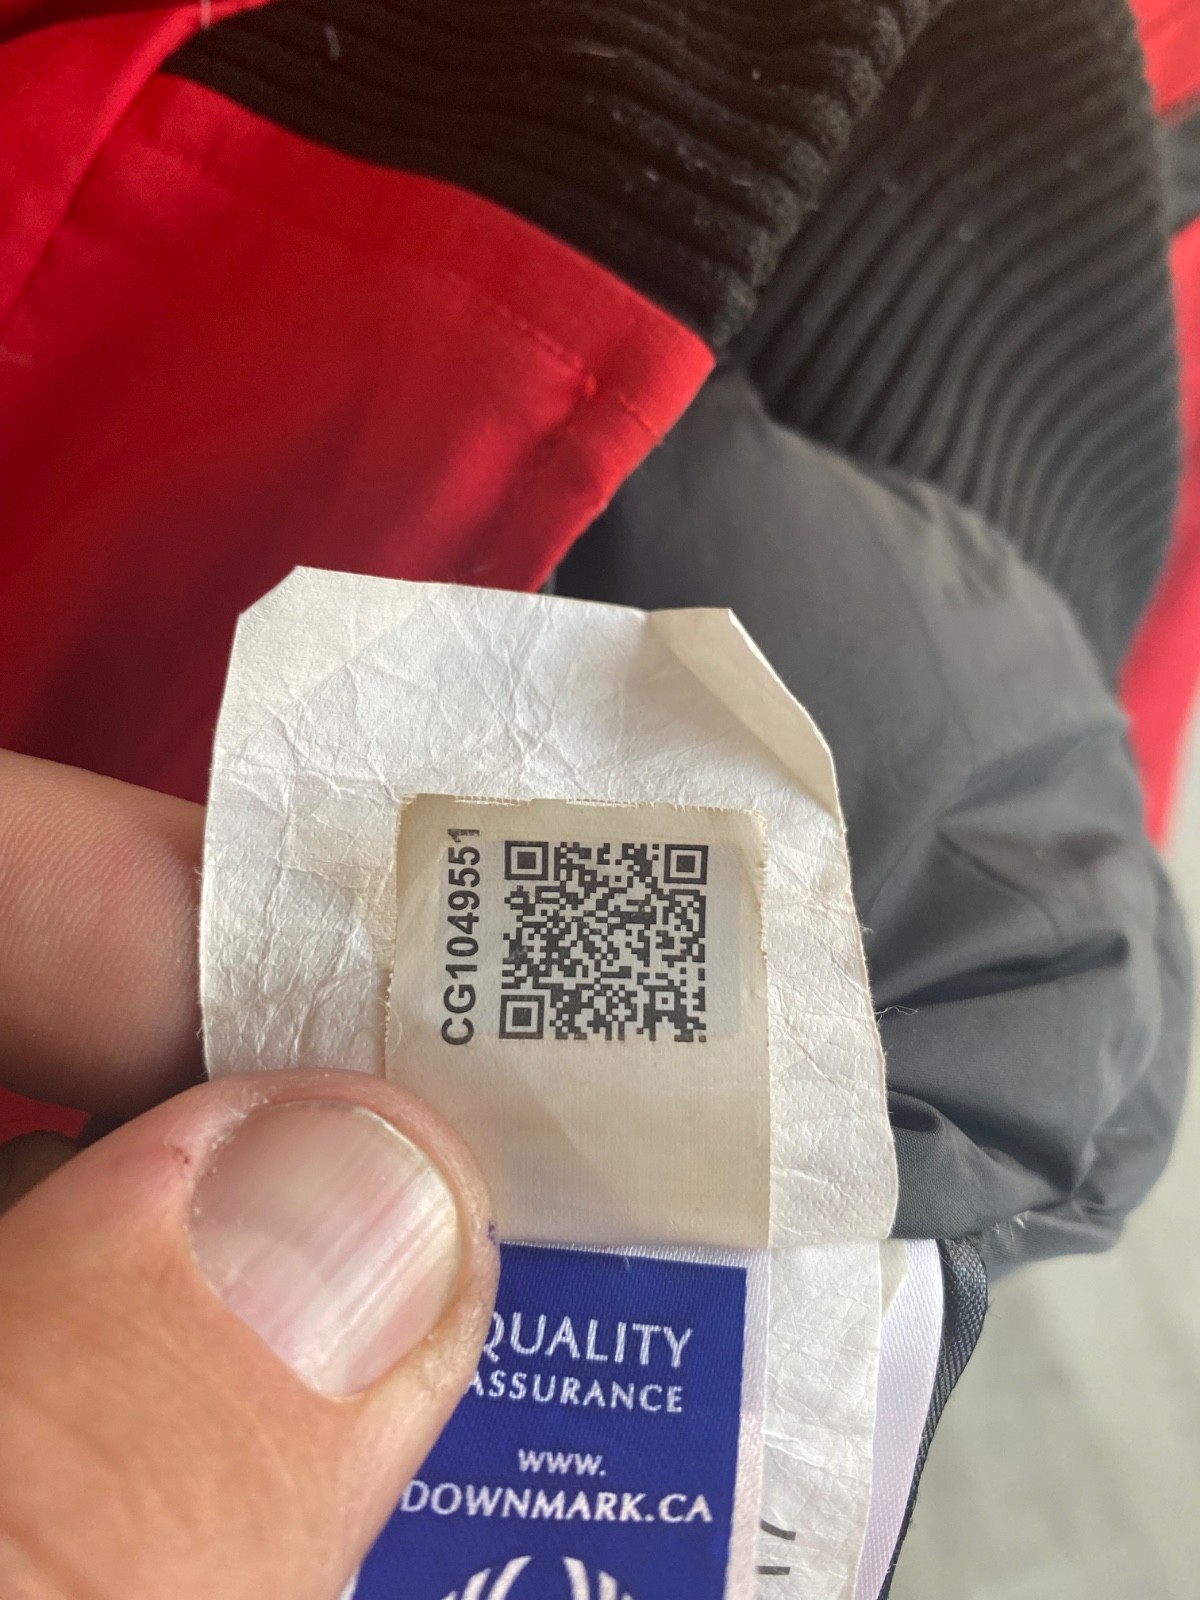 CG1049551
QUALITY
ASSURANCE
www.
DOWNMARK.CA